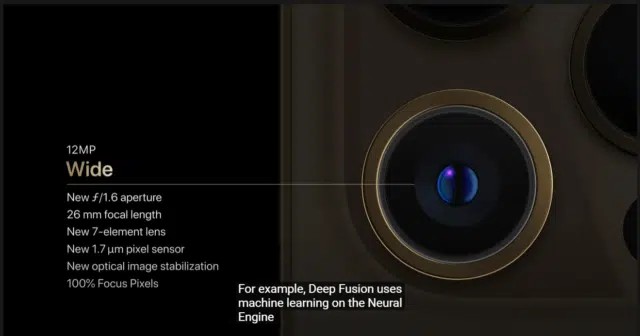 12MP
Wide
New ƒ/1.6 aperture
26 mm focal length
New 7-element lens
New 1.7 µm pixel sensor
New optical image stabilization
100% Focus Pixels
For example, Deep Fusion uses
machine learning on the Neural
Engine